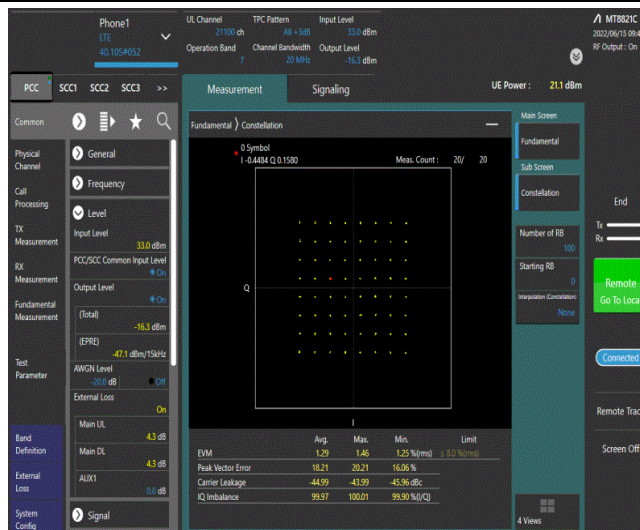 Phone1
LTE
40.10S#052
UL Channel
21100 ch
TPC Pattern
All +3dB
Input Level
33.0 dBm
Operation Band
7
Channel Bandwidth
20 MHz
Output Level
-16.3 dBm
MT8821C
2022/06/15 09:4
RF Output : On
PCC SCC1 SCC2 SCC3 >>
Measurement
Signaling
UE Power : 21.1 dBm
Common
Physical
Channel
Call
Processing
TX
Measurement
RX
Measurement
Fundamental
Measurement
Test
Parameter
Band
Definition
External
Loss
System
Config
General
Frequency
Level
Input Level
33.0 dBm
PCC/SCC Common Input Level
On
Output Level
On
(Total)
-16.3 dBm
(EPRE)
-47.1 dBm/15kHz
AWGN Level
-20.0 dB Off
External Loss
On
Main UL
4.3 dB
Main DL
4.3 dB
AUX1
0.0 dB
Signal
Fundamental Constellation
0 Symbol
I -0.4484 Q 0.1580
Meas. Count : 20/ 20
Q
I
Avg. Max. Min. Limit
EVM 1.29 1.46 1.25 %(rms) ≤ 8.0 %(rms)
Peak Vector Error 18.21 20.21 16.06 %
Carrier Leakage -44.99 -43.99 -45.96 dBc
IQ Imbalance 99.97 100.01 99.90 %(I/Q)
Main Screen
Fundamental
Sub Screen
Constellation
Number of RB
100
Starting RB
0
Interpolation (Constellation)
None
4 Views
End
Tx
Rx
Remote
Go To Loca
Connected
Remote Trac
Screen Off